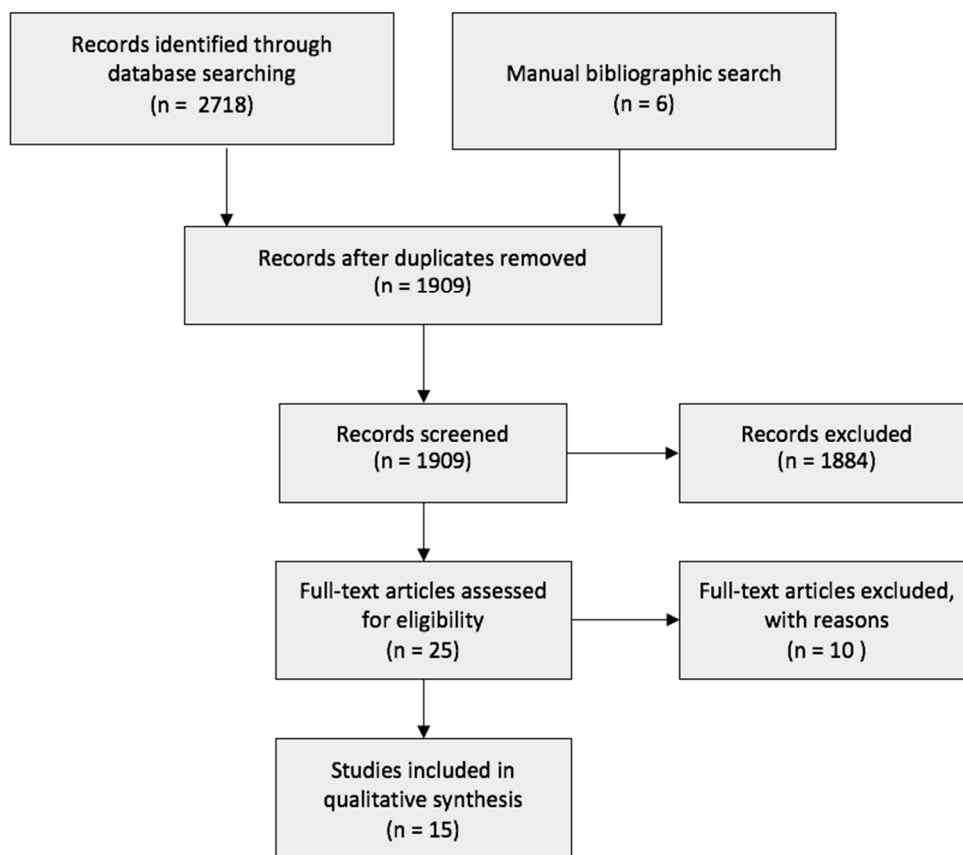 Records identified through
database searching
(n =  2718)
Manual bibliographic search
(n = 6)
Records after duplicates removed
(n = 1909)
Records screened
(n = 1909)
Records excluded
(n = 1884)
Full-text articles assessed
for eligibility
(n = 25)
Full-text articles excluded,
with reasons
(n = 10 )
Studies included in
qualitative synthesis
(n = 15)